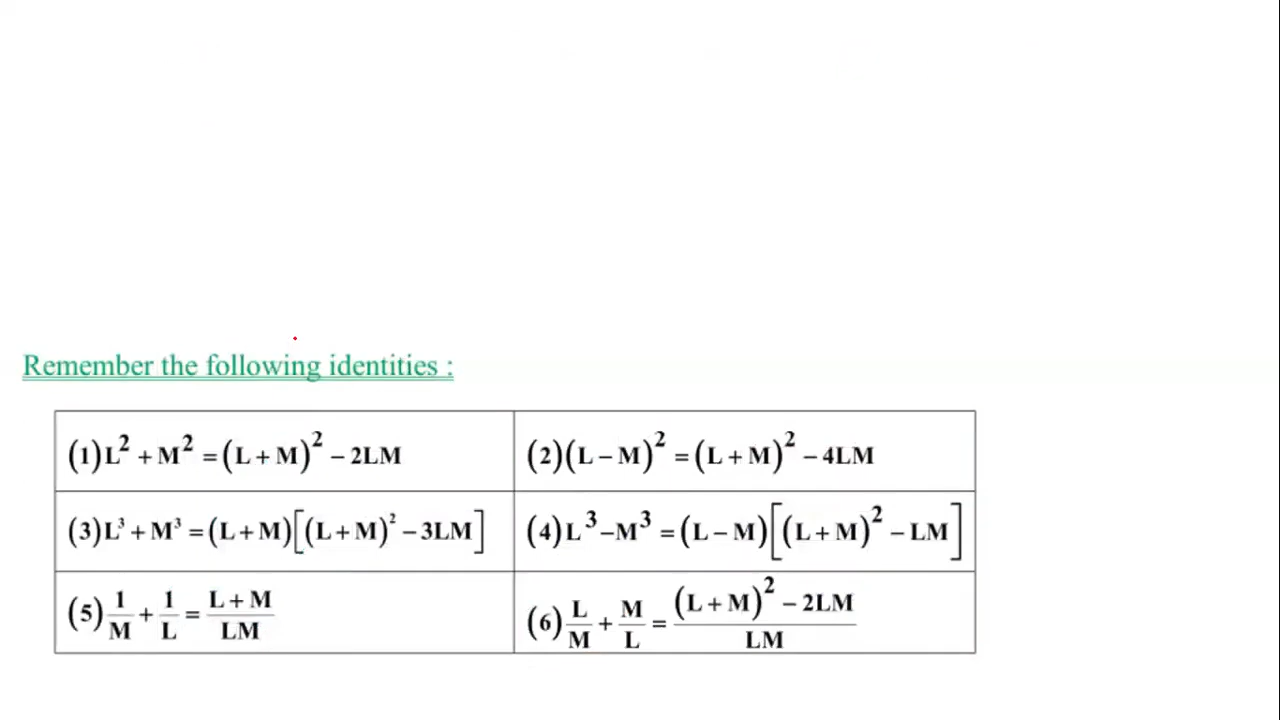 Remember the following identities :
(1) L² + M² = (L + M)² − 2LM
(2) (L − M)² = (L + M)² − 4LM
(3) L³ + M³ = (L + M)[(L + M)² − 3LM]
(4) L³ − M³ = (L − M)[(L + M)² − LM]
(5) 1/M + 1/L = (L + M)/LM
(6) L/M + M/L = ((L + M)² − 2LM)/LM